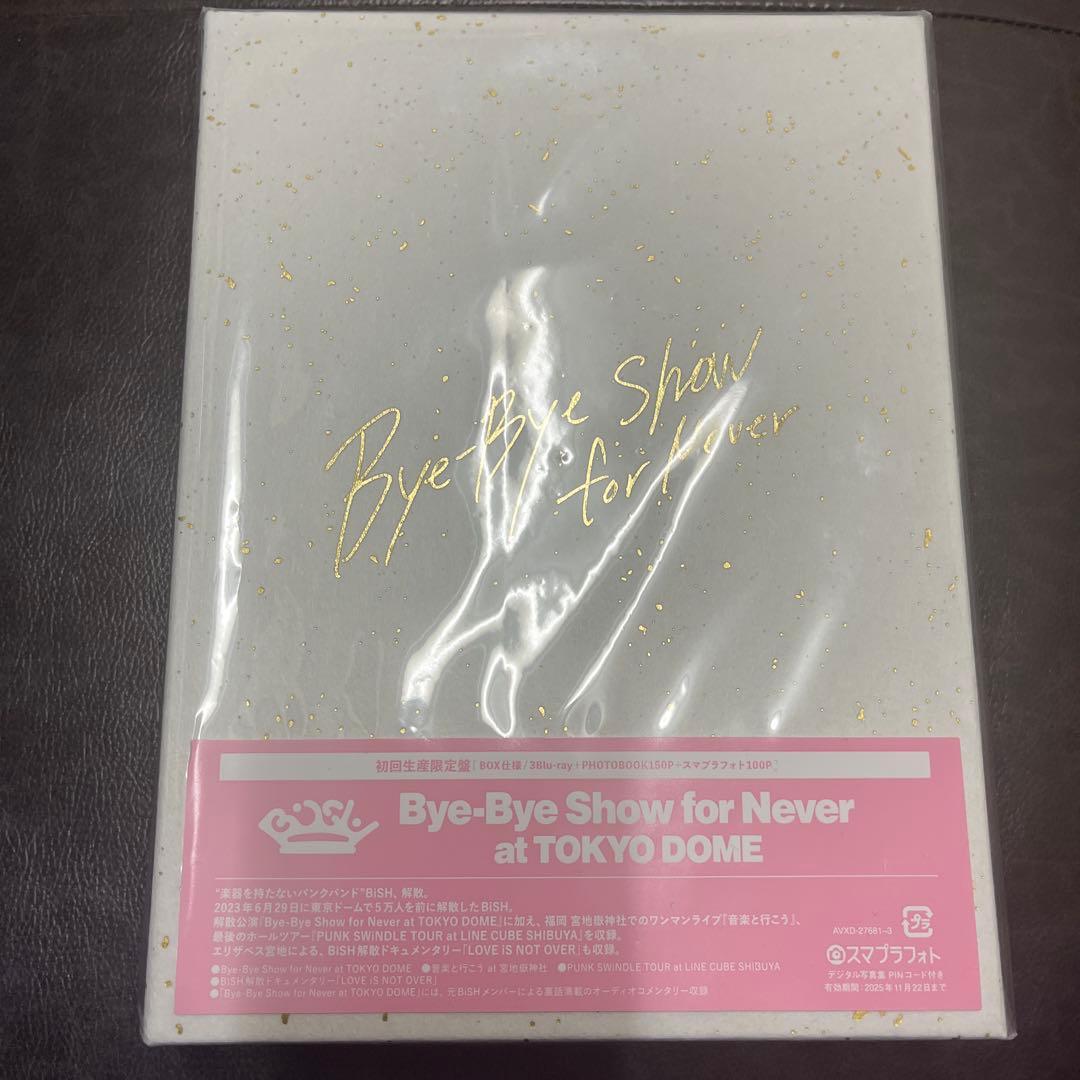 Bye-Bye Show
for Never
初回生産限定盤［BOX仕様/3Blu-ray+PHOTOBOOK150P+スマプラフォト100P］
BiSH
Bye-Bye Show for Never
at TOKYO DOME
“楽器を持たないパンクバンド”BiSH、解散。
2023年6月29日に東京ドームで5万人を前に解散したBiSH。
解散公演『Bye-Bye Show for Never at TOKYO DOME』に加え、福岡 宮地嶽神社でのワンマンライブ『音楽と行こう』、
最後のホールツアー『PUNK SWiNDLE TOUR at LINE CUBE SHIBUYA』を収録。
エリザベス宮地による、BiSH解散ドキュメンタリー『LOVE iS NOT OVER』も収録。
●Bye-Bye Show for Never at TOKYO DOME ●音楽と行こう at 宮地嶽神社 ●PUNK SWiNDLE TOUR at LINE CUBE SHIBUYA
●BiSH解散ドキュメンタリー『LOVE iS NOT OVER』
●『Bye-Bye Show for Never at TOKYO DOME』には、元BiSHメンバーによる裏話満載のオーディオコメンタリー収録
プラ
AVXD-27681~3
スマプラフォト
デジタル写真集 PINコード付き
有効期間:2025年11月22日まで